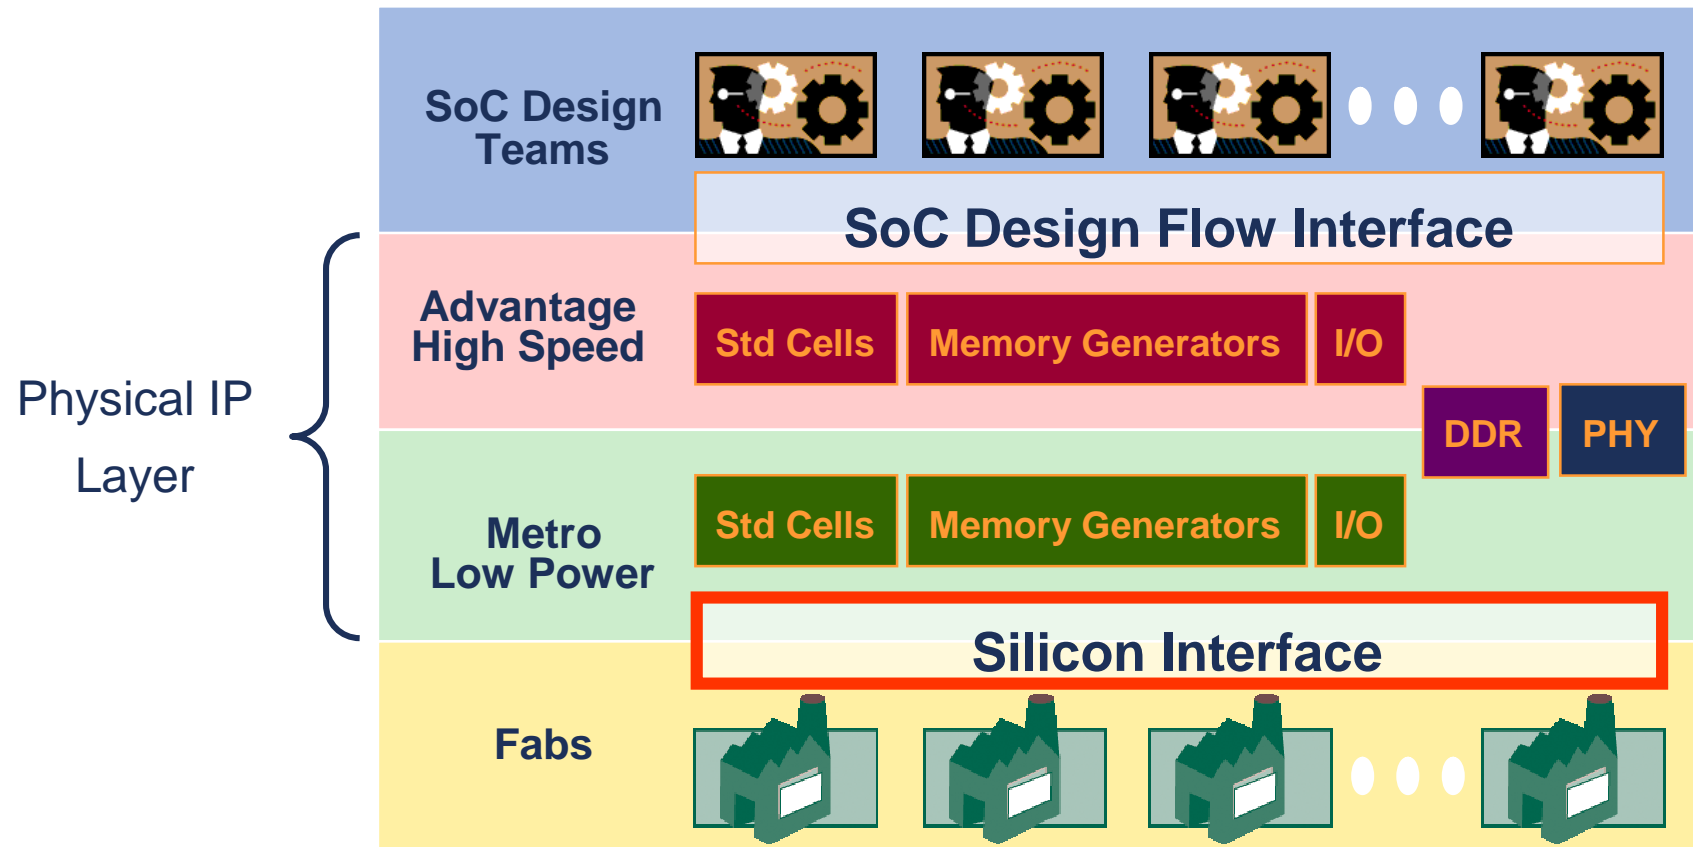 SoC Design
Teams
SoC Design Flow Interface
Physical IP
Layer
Advantage
High Speed
Std Cells
Memory Generators
I/O
DDR
PHY
Metro
Low Power
Std Cells
Memory Generators
I/O
Silicon Interface
Fabs